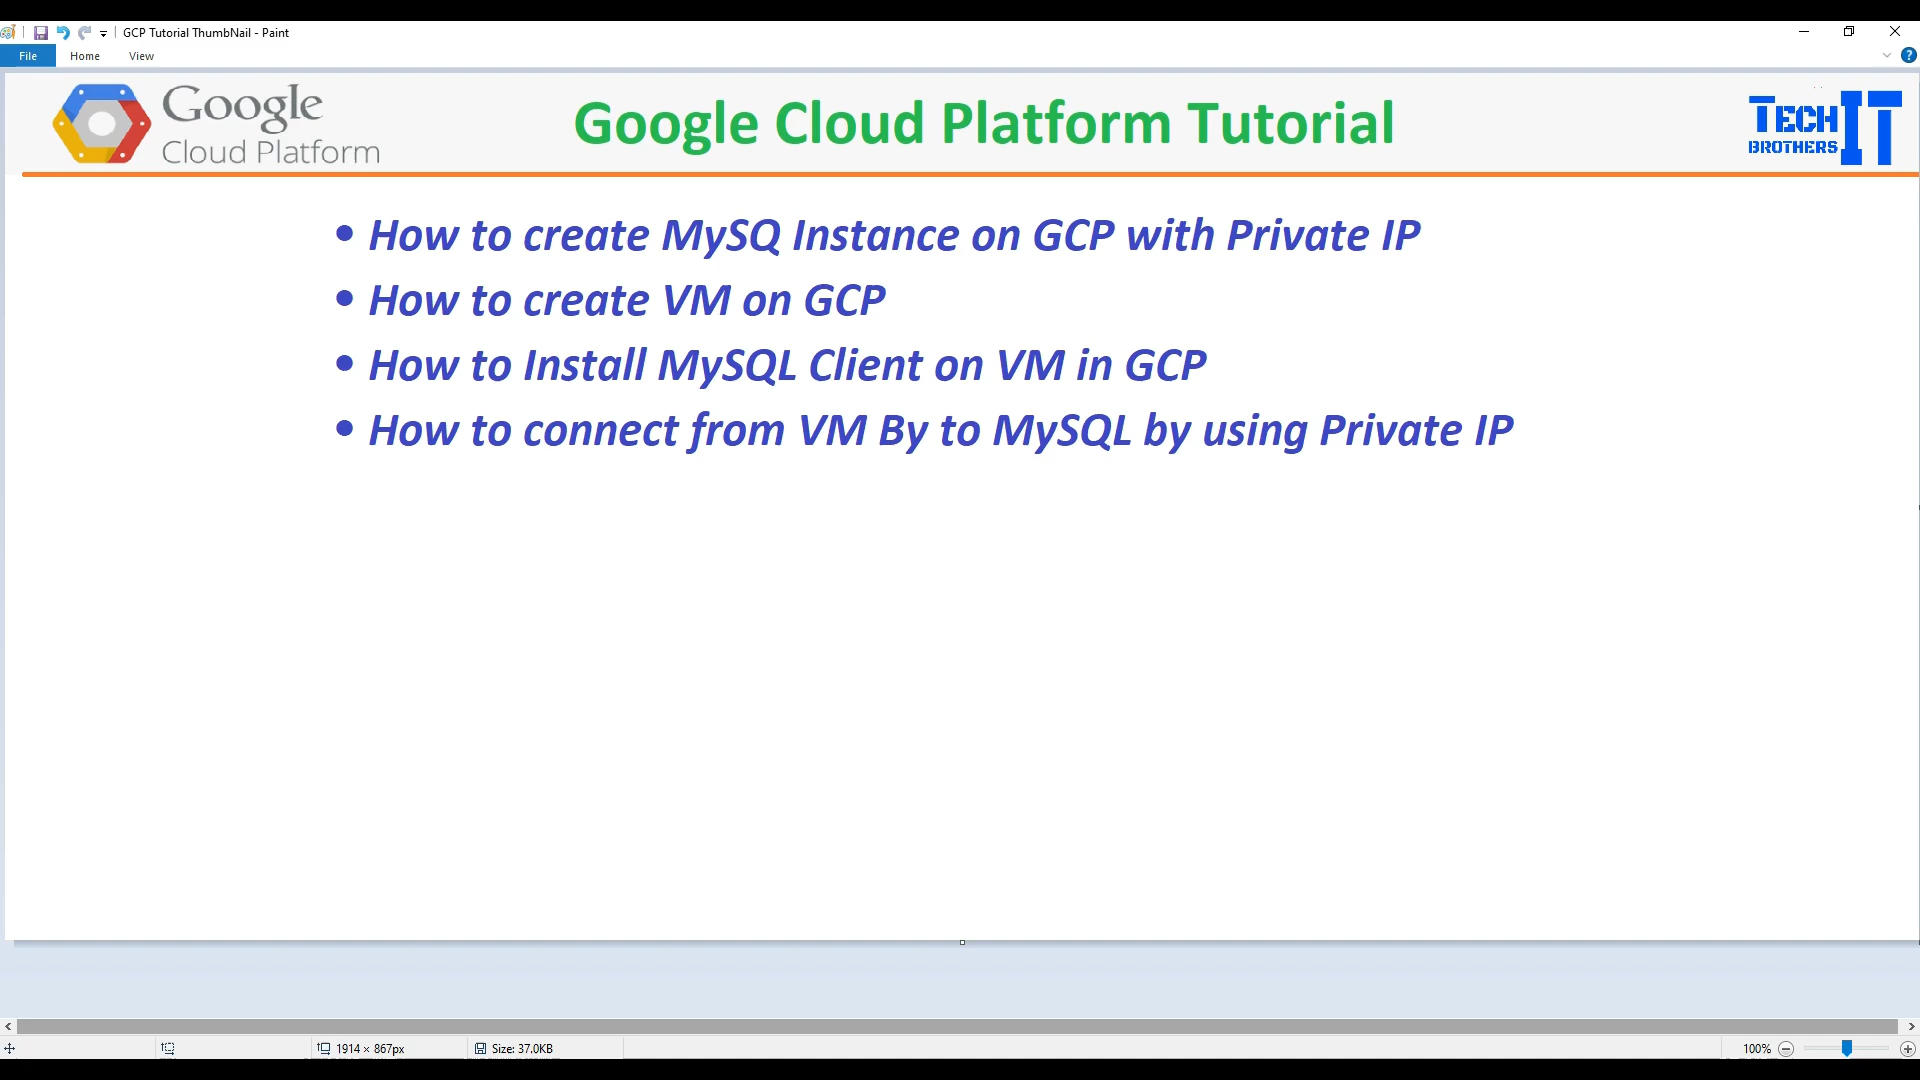 GCP Tutorial ThumbNail - Paint
File Home View
Google
Cloud Platform
Google Cloud Platform Tutorial
TECH IT
BROTHERS
• How to create MySQ Instance on GCP with Private IP
• How to create VM on GCP
• How to Install MySQL Client on VM in GCP
• How to connect from VM By to MySQL by using Private IP
1914 × 867px
Size: 37.0KB
100%